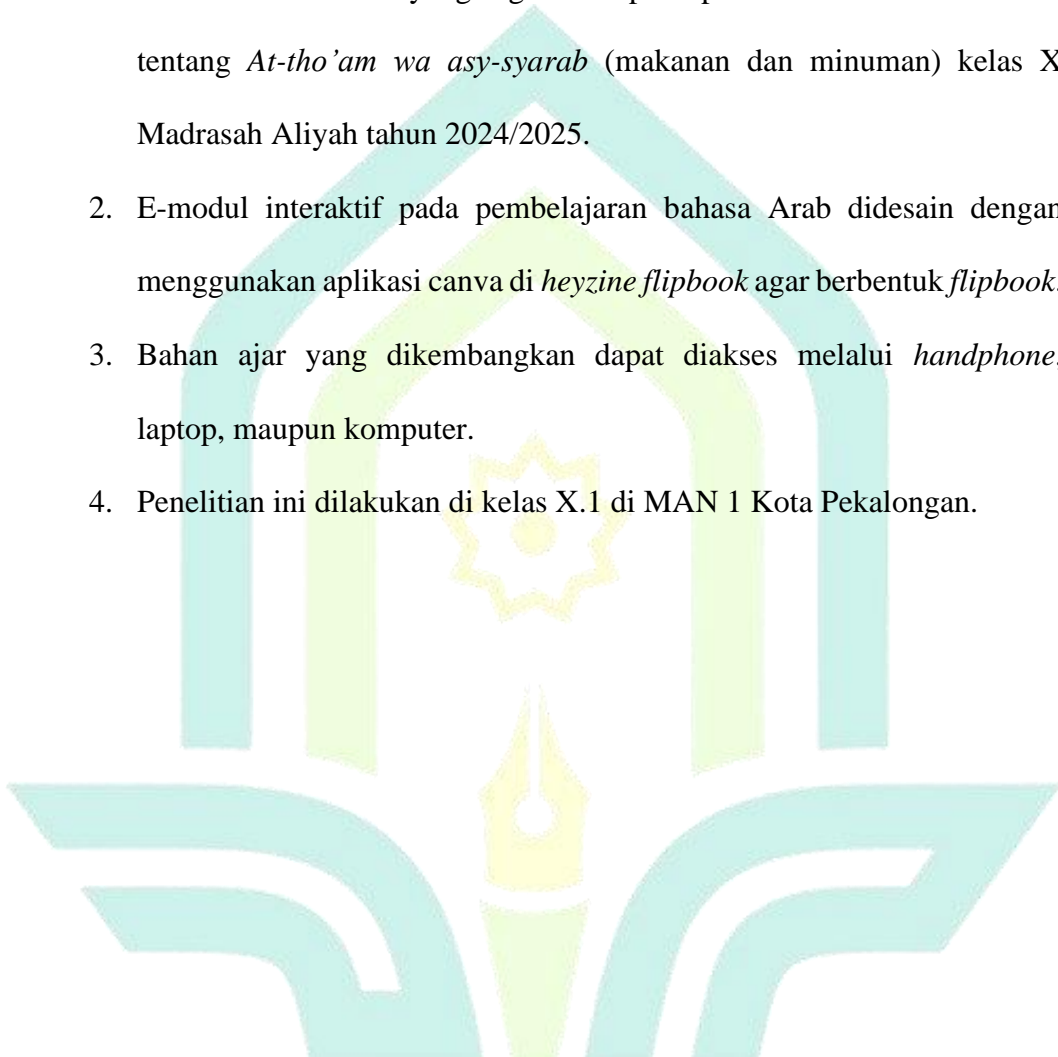 tentang At-tho’am wa asy-syarab (makanan dan minuman) kelas X
Madrasah Aliyah tahun 2024/2025.
2. E-modul interaktif pada pembelajaran bahasa Arab didesain dengan
menggunakan aplikasi canva di heyzine flipbook agar berbentuk flipbook.
3. Bahan ajar yang dikembangkan dapat diakses melalui handphone,
laptop, maupun komputer.
4. Penelitian ini dilakukan di kelas X.1 di MAN 1 Kota Pekalongan.